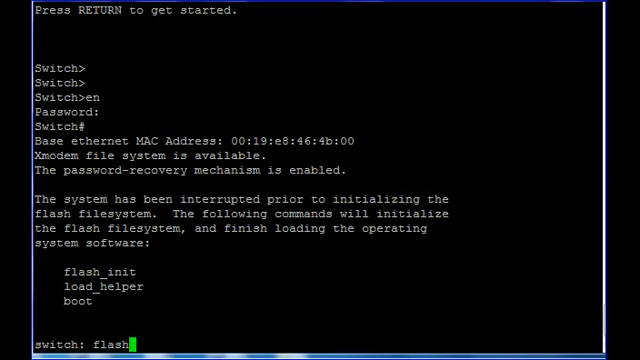 Press RETURN to get started.
Switch>
Switch>
Switch>en
Password:
Switch#
Base ethernet MAC Address: 00:19:e8:46:4b:00
Xmodem file system is available.
The password-recovery mechanism is enabled.
The system has been interrupted prior to initializing the
flash filesystem.  The following commands will initialize
the flash filesystem, and finish loading the operating
system software:
flash_init
load_helper
boot
switch: flash